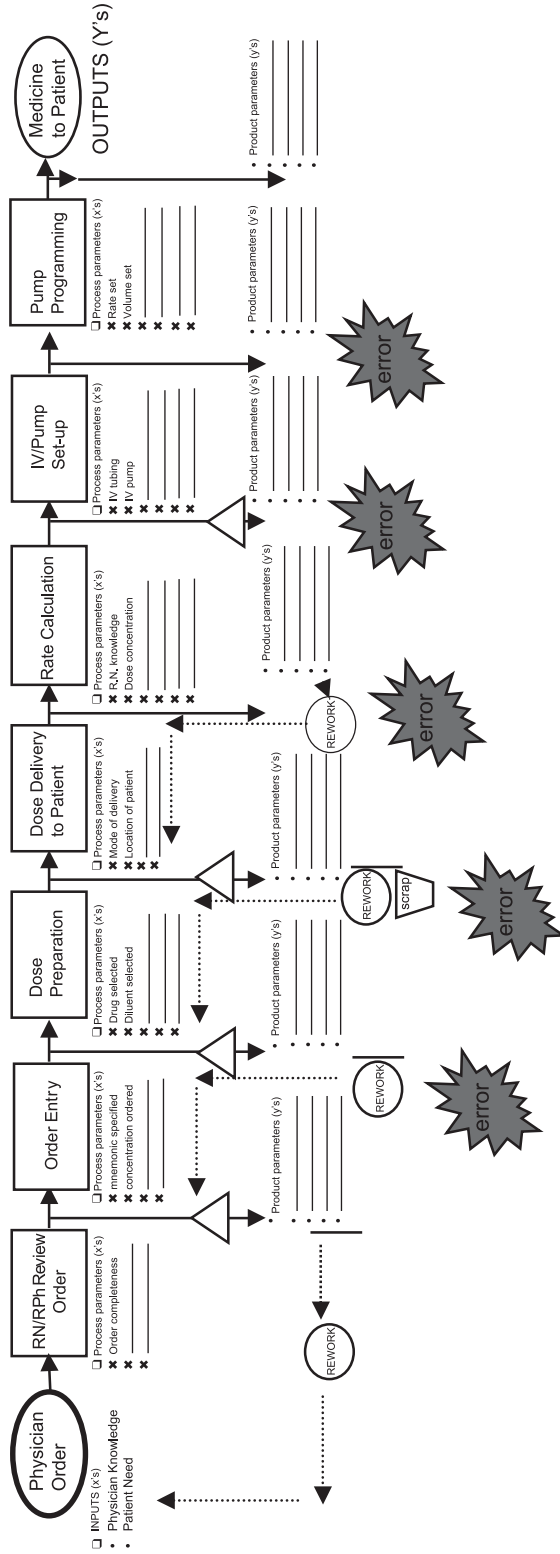 Physician
Order
RN/RPh Review
Order
Order Entry
Dose
Preparation
Dose Delivery
to Patient
Rate Calculation
IV/Pump
Set-up
Pump
Programming
Medicine
to Patient
OUTPUTS (Y's)
INPUTS (x's)
• Physician Knowledge
• Patient Need
Process parameters (x's)
Order completeness
Process parameters (x's)
mnemonic specified
concentration ordered
Process parameters (x's)
Drug selected
Diluent selected
Process parameters (x's)
Mode of delivery
Location of patient
Process parameters (x's)
R.N. knowledge
Dose concentration
Process parameters (x's)
IV tubing
IV pump
Process parameters (x's)
Rate set
Volume set
Product parameters (y's)
Product parameters (y's)
Product parameters (y's)
Product parameters (y's)
Product parameters (y's)
Product parameters (y's)
Product parameters (y's)
REWORK
REWORK
REWORK
scrap
REWORK
error
error
error
error
error